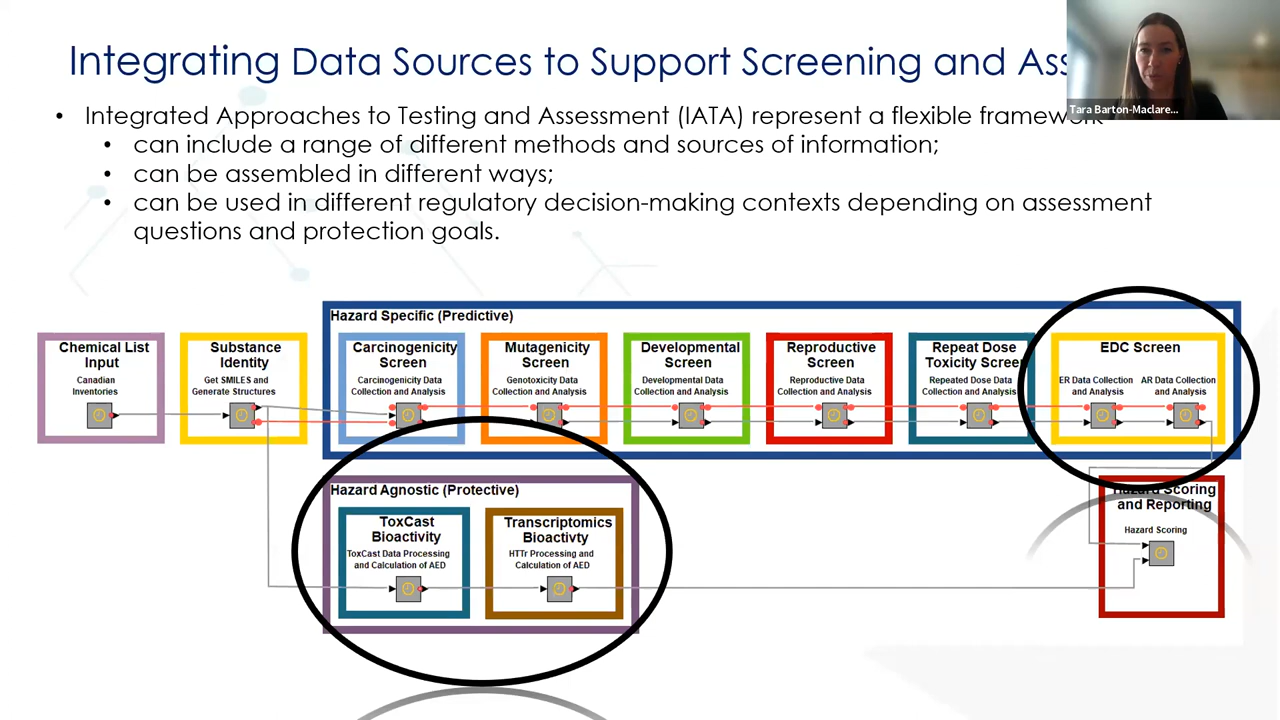 Integrating Data Sources to Support Screening and Ass
Tara Barton-Maclare...
• Integrated Approaches to Testing and Assessment (IATA) represent a flexible framework
• can include a range of different methods and sources of information;
• can be assembled in different ways;
• can be used in different regulatory decision-making contexts depending on assessment
questions and protection goals.
Hazard Specific (Predictive)
Chemical List
Input
Canadian
Inventories
Substance
Identity
Get SMILES and
Generate Structures
Carcinogenicity
Screen
Carcinogenicity Data
Collection and Analysis
Mutagenicity
Screen
Genotoxicity Data
Collection and Analysis
Developmental
Screen
Developmental Data
Collection and Analysis
Reproductive
Screen
Reproductive Data
Collection and Analysis
Repeat Dose
Toxicity Screen
Repeated Dose Data
Collection and Analysis
EDC Screen
ER Data Collection
and Analysis
AR Data Collection
and Analysis
Hazard Agnostic (Protective)
ToxCast
Bioactivity
ToxCast Data Processing
and Calculation of AED
Transcriptomics
Bioactivty
HTTr Processing and
Calculation of AED
Hazard Scoring
and Reporting
Hazard Scoring